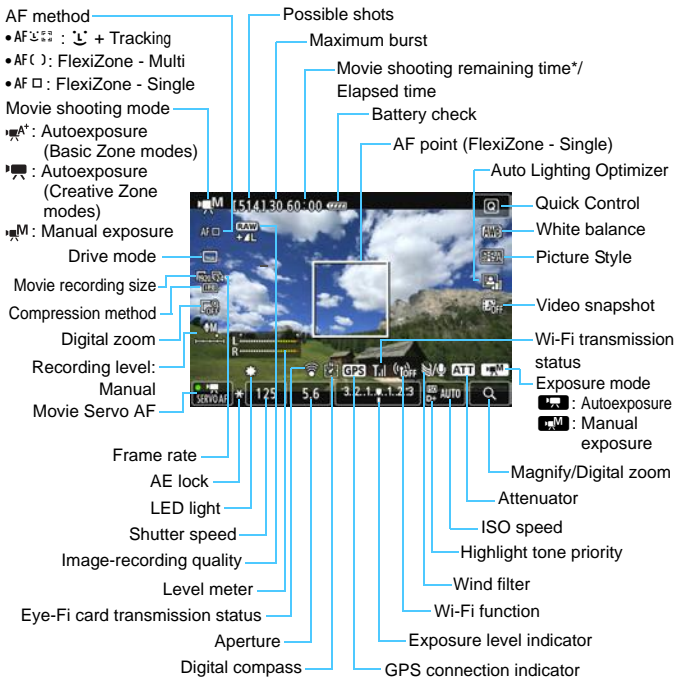 AF method
• AF : + Tracking
• AF ( ) : FlexiZone - Multi
• AF □ : FlexiZone - Single
Movie shooting mode
A+ : Autoexposure
(Basic Zone modes)
: Autoexposure
(Creative Zone
modes)
M : Manual exposure
Drive mode
Movie recording size
Compression method
Digital zoom
Recording level:
Manual
Movie Servo AF
Possible shots
Maximum burst
Movie shooting remaining time*/
Elapsed time
Battery check
AF point (FlexiZone - Single)
Auto Lighting Optimizer
Quick Control
White balance
Picture Style
Video snapshot
Wi-Fi transmission
status
Exposure mode
: Autoexposure
M : Manual
exposure
Magnify/Digital zoom
Attenuator
ISO speed
Highlight tone priority
Wind filter
Wi-Fi function
Exposure level indicator
GPS connection indicator
M [514] 30 60:00
Q
AF □
RAW
+ L
AWB
OFF
OFF
M
L
R
GPS
OFF
ATT
M
SERVO AF
* 125 5.6 3..2..1..0..1..2..3 D+ AUTO
Frame rate
AE lock
LED light
Shutter speed
Image-recording quality
Level meter
Eye-Fi card transmission status
Aperture
Digital compass